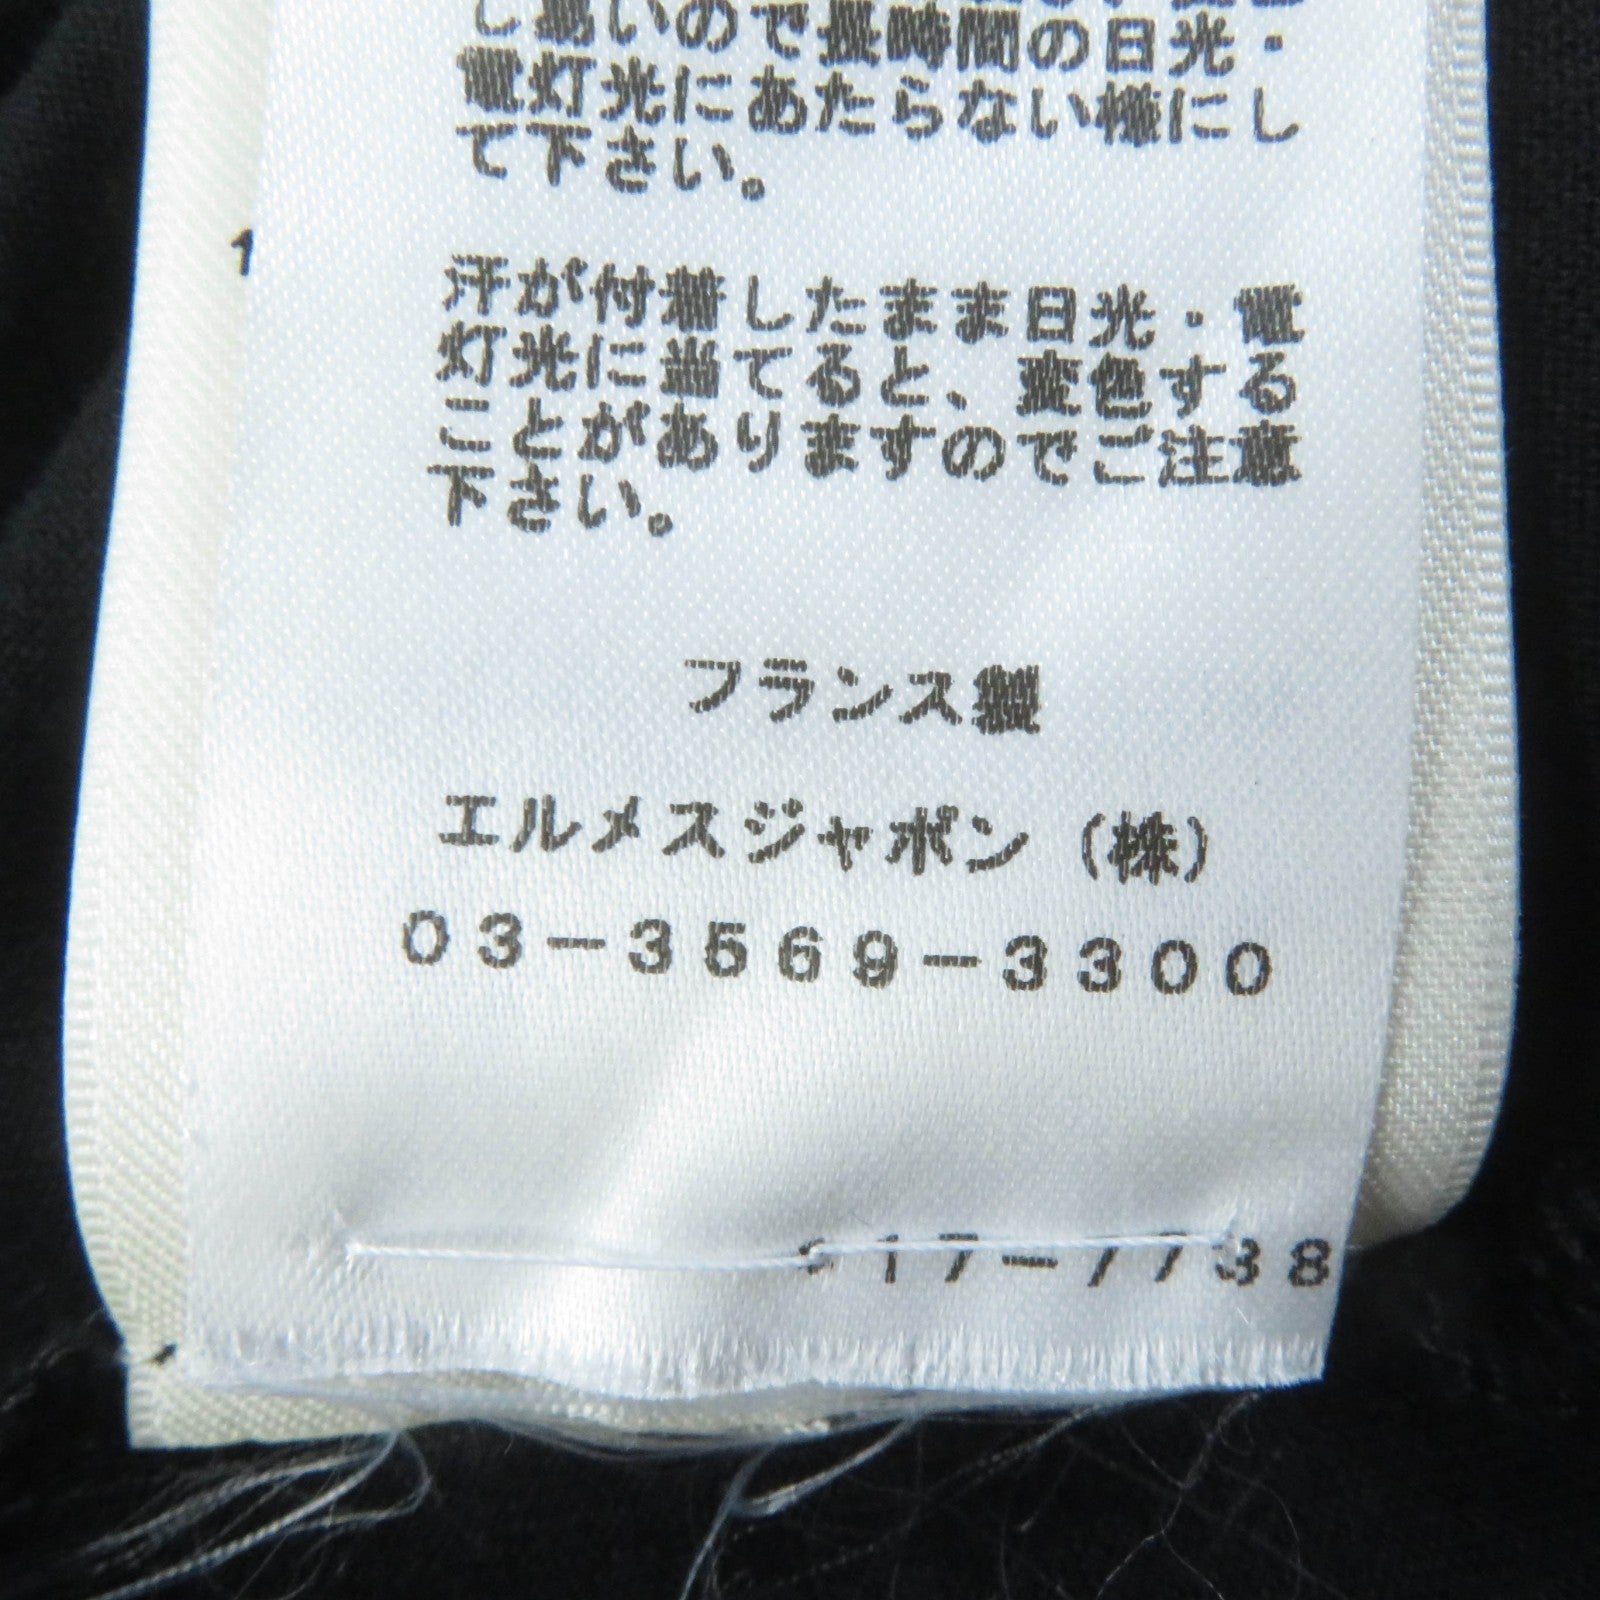 し易いので長時間の日光・
電灯光にあたらない様にし
て下さい。
1
汗が付着したまま日光・電
灯光に当てると、変色する
ことがありますのでご注意
下さい。
フランス製
エルメスジャポン（株）
03-3569-3300
17-7738